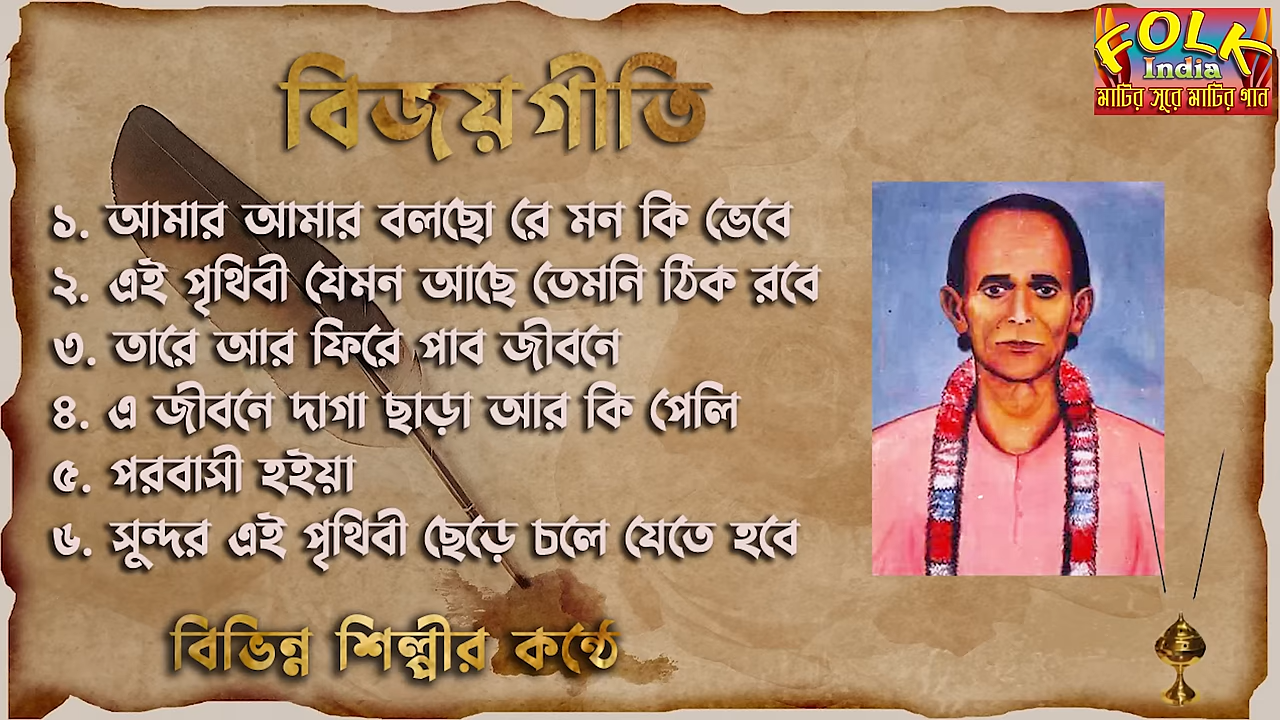 FOLK
India
মাটির সুরে মাটির গান
বিজয়গীতি
১. আমার আমার বলছো রে মন কি ভেবে
২. এই পৃথিবী যেমন আছে তেমনি ঠিক রবে
৩. তারে আর ফিরে পাব জীবনে
৪. এ জীবনে দাগা ছাড়া আর কি পেলি
৫. পরবাসী হইয়া
৬. সুন্দর এই পৃথিবী ছেড়ে চলে যেতে হবে
বিভিন্ন শিল্পীর কন্ঠে